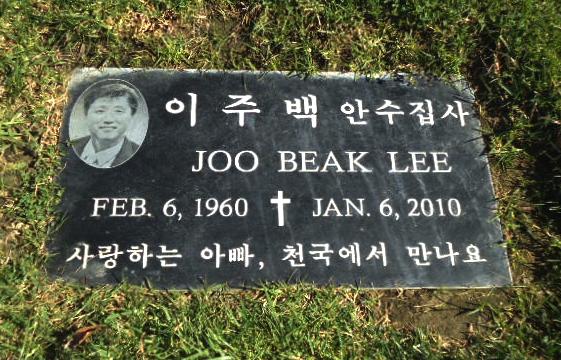 이 주 백 안수집사
JOO BEAK LEE
FEB. 6, 1960 JAN. 6, 2010
사랑하는 아빠, 천국에서 만나요